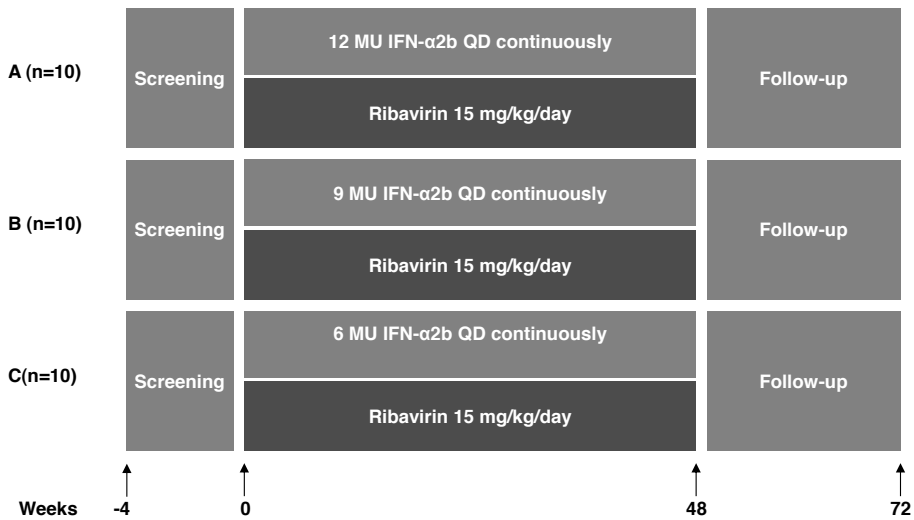 A (n=10)
Screening
12 MU IFN-α2b QD continuously
Ribavirin 15 mg/kg/day
Follow-up
B (n=10)
Screening
9 MU IFN-α2b QD continuously
Ribavirin 15 mg/kg/day
Follow-up
C(n=10)
Screening
6 MU IFN-α2b QD continuously
Ribavirin 15 mg/kg/day
Follow-up
Weeks -4 0 48 72